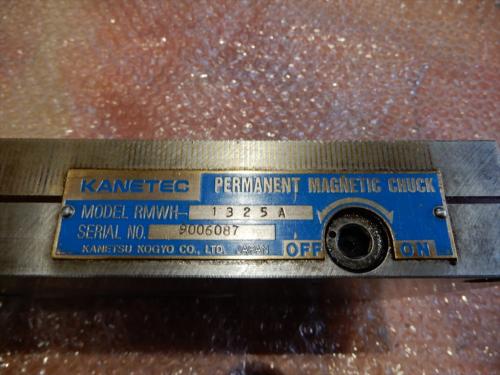 KANETEC PERMANENT MAGNETIC CHUCK
MODEL RMWH- 1325A
SERIAL NO. 9006087
KANETSU KOGYO CO., LTD. JAPAN OFF ON